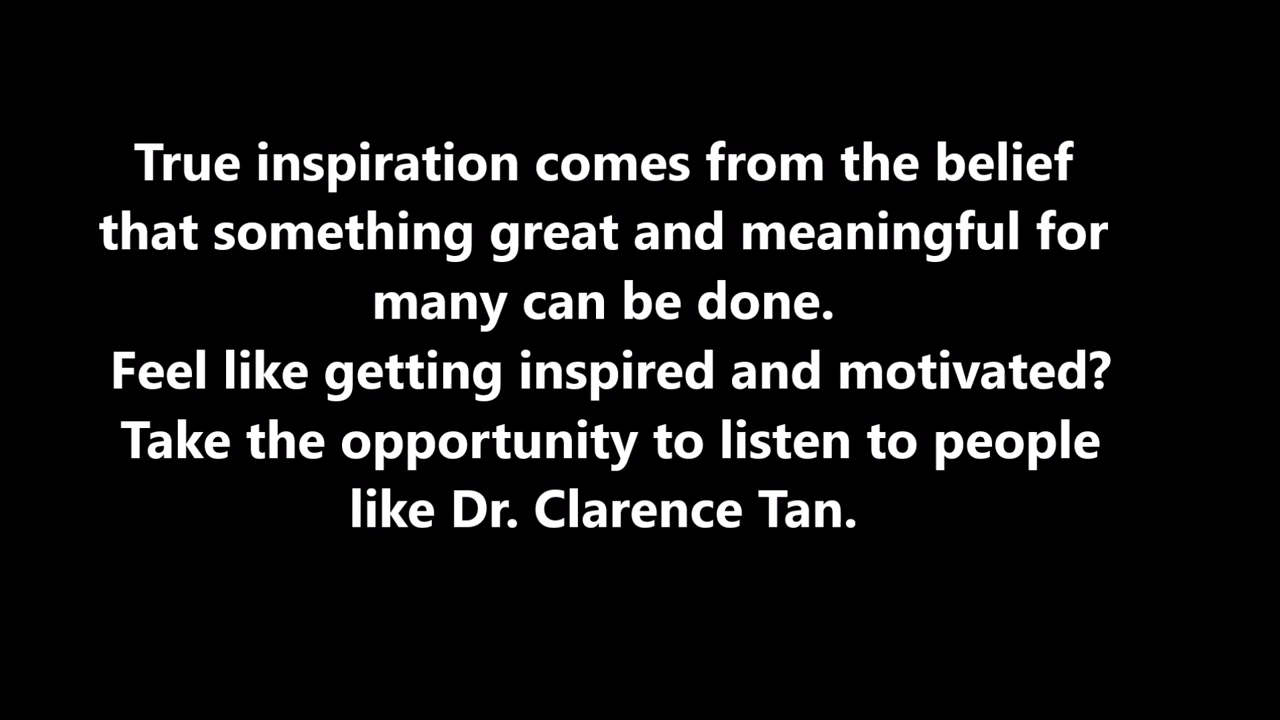 True inspiration comes from the belief
that something great and meaningful for
many can be done.
Feel like getting inspired and motivated?
Take the opportunity to listen to people
like Dr. Clarence Tan.